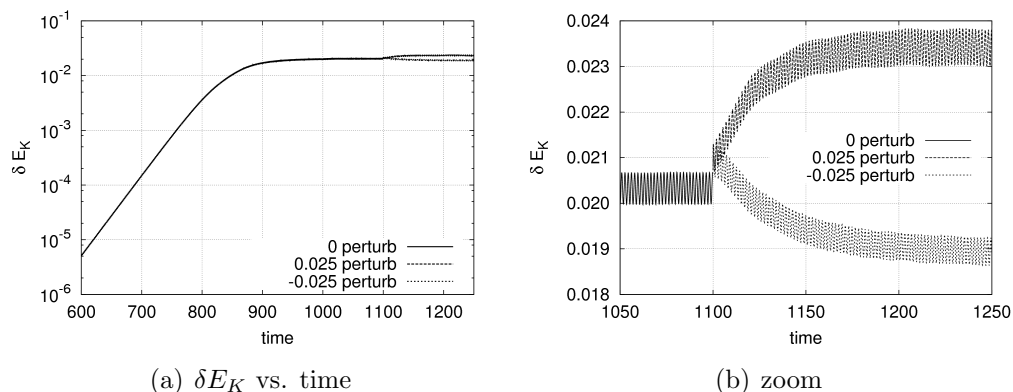 10^-1
10^-2
10^-3
10^-4
10^-5
10^-6
δ E_K
600 700 800 900 1000 1100 1200
time
0 perturb
0.025 perturb
-0.025 perturb
(a) δE_K vs. time
0.024
0.023
0.022
0.021
0.020
0.019
0.018
δ E_K
1050 1100 1150 1200 1250
time
0 perturb
0.025 perturb
-0.025 perturb
(b) zoom